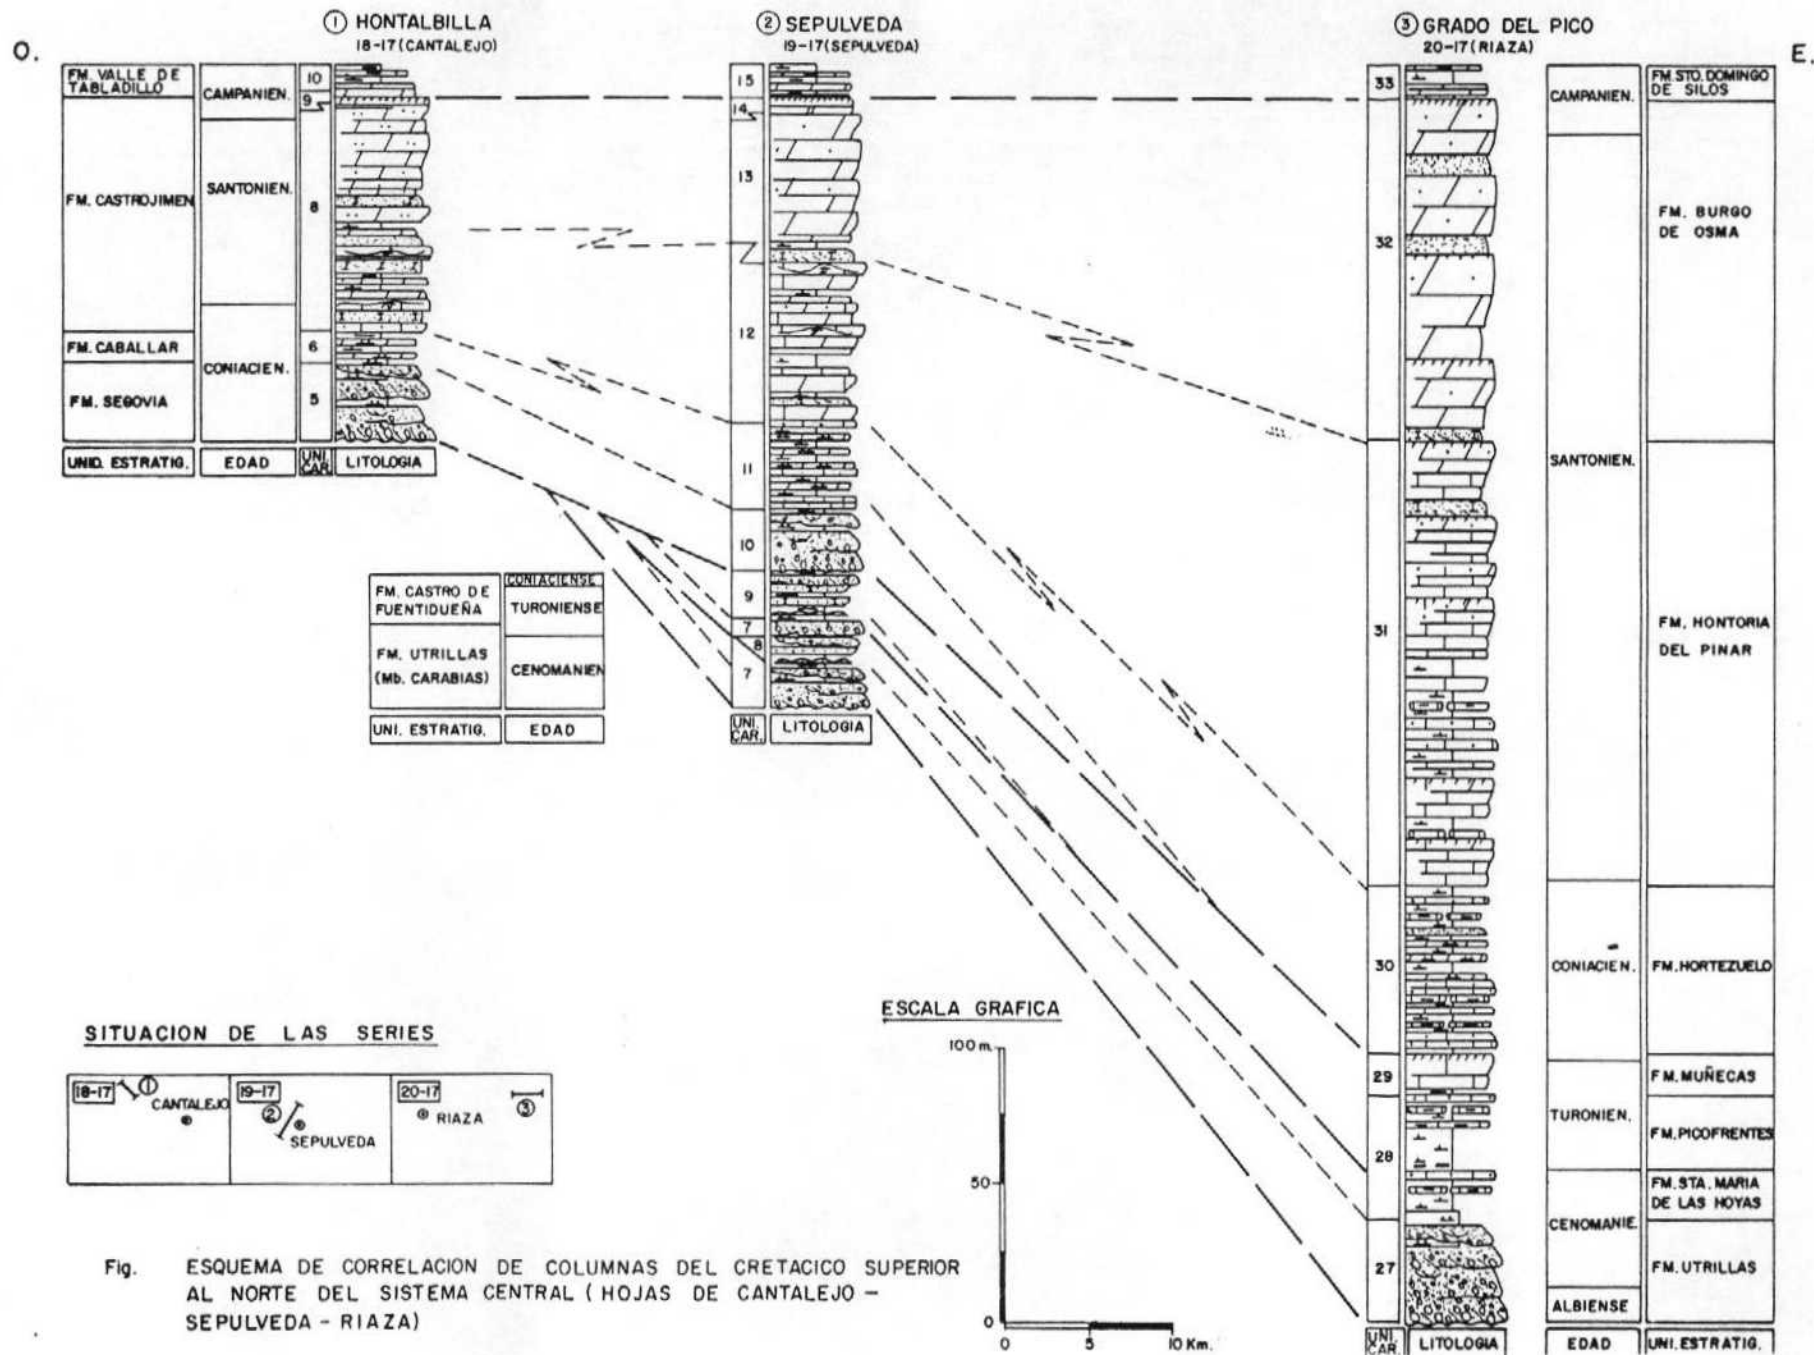 O.
① HONTALBILLA
18-17(CANTALEJO)
② SEPULVEDA
19-17(SEPULVEDA)
③ GRADO DEL PICO
20-17(RIAZA)
E.
FM. VALLE DE
TABLADILLO
FM. CASTROJIMEN
FM. CABALLAR
FM. SEGOVIA
UNID. ESTRATIG.
CAMPANIEN.
SANTONIEN.
CONIACIEN.
EDAD
10
9
8
6
5
UNI.
CAR.
LITOLOGIA
FM. CASTRO DE
FUENTIDUEÑA
FM. UTRILLAS
(Mb. CARABIAS)
UNI. ESTRATIG.
CONIACIENSE
TURONIENSE
CENOMANIEN
EDAD
15
14
13
12
11
10
9
7
8
7
UNI.
CAR.
LITOLOGIA
33
32
31
30
29
28
27
UNI.
CAR.
LITOLOGIA
CAMPANIEN.
SANTONIEN.
CONIACIEN.
TURONIEN.
CENOMANIE.
ALBIENSE
EDAD
FM. STO. DOMINGO
DE SILOS
FM. BURGO
DE OSMA
FM. HONTORIA
DEL PINAR
FM. HORTEZUELO
FM. MUÑECAS
FM. PICOFRENTES
FM. STA. MARIA
DE LAS HOYAS
FM. UTRILLAS
UNI. ESTRATIG.
SITUACION DE LAS SERIES
18-17
①
CANTALEJO
19-17
②
SEPULVEDA
20-17
RIAZA
③
ESCALA GRAFICA
100 m.
50
0
0 5 10 Km.
Fig. ESQUEMA DE CORRELACION DE COLUMNAS DEL CRETACICO SUPERIOR
AL NORTE DEL SISTEMA CENTRAL (HOJAS DE CANTALEJO -
SEPULVEDA - RIAZA)